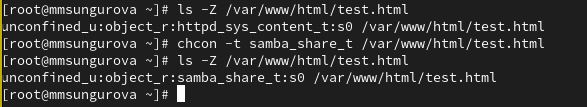 [root@mmsungurova ~]# ls -Z /var/www/html/test.html
unconfined_u:object_r:httpd_sys_content_t:s0 /var/www/html/test.html
[root@mmsungurova ~]# chcon -t samba_share_t /var/www/html/test.html
[root@mmsungurova ~]# ls -Z /var/www/html/test.html
unconfined_u:object_r:samba_share_t:s0 /var/www/html/test.html
[root@mmsungurova ~]#